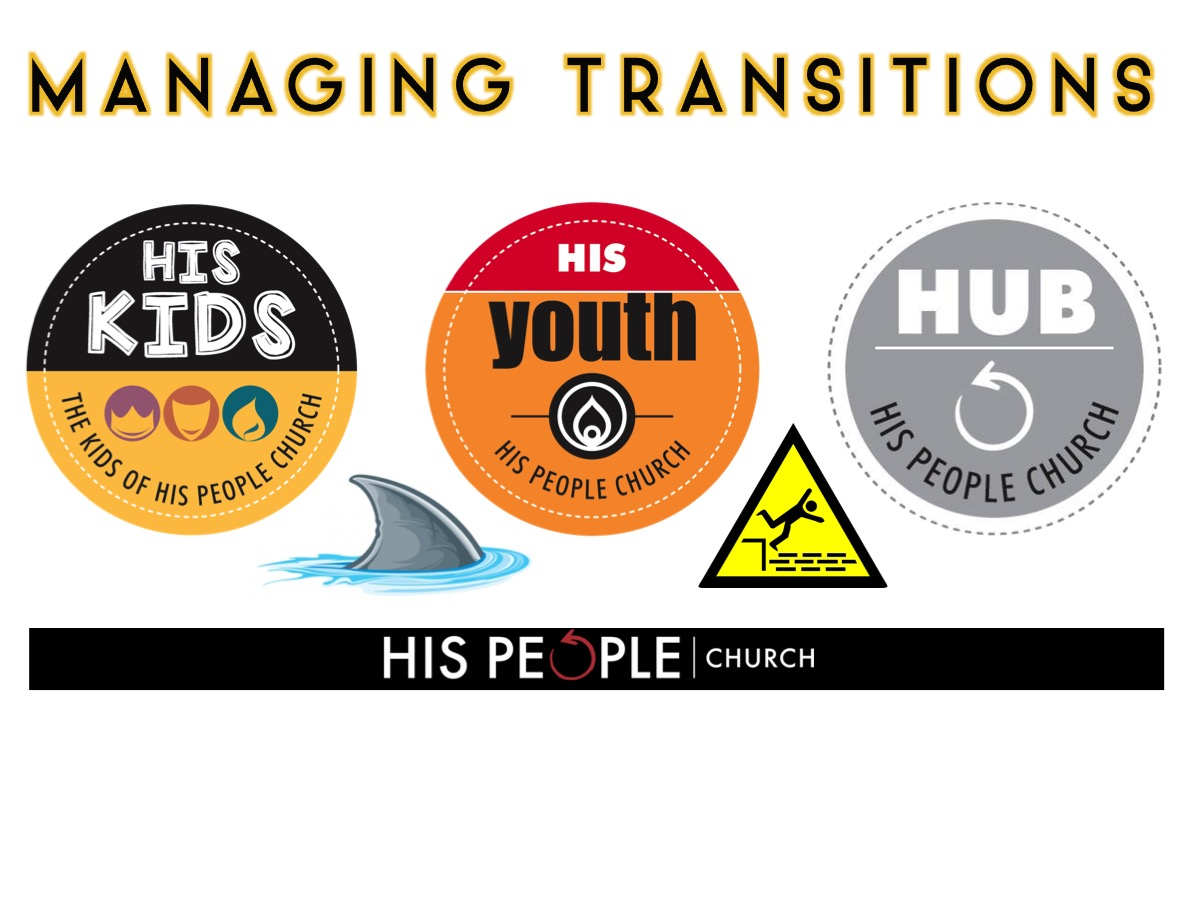 MANAGING TRANSITIONS
HIS
KIDS
THE KIDS OF HIS PEOPLE CHURCH
HIS
youth
HIS PEOPLE CHURCH
HUB
HIS PEOPLE CHURCH
HIS PEOPLE CHURCH